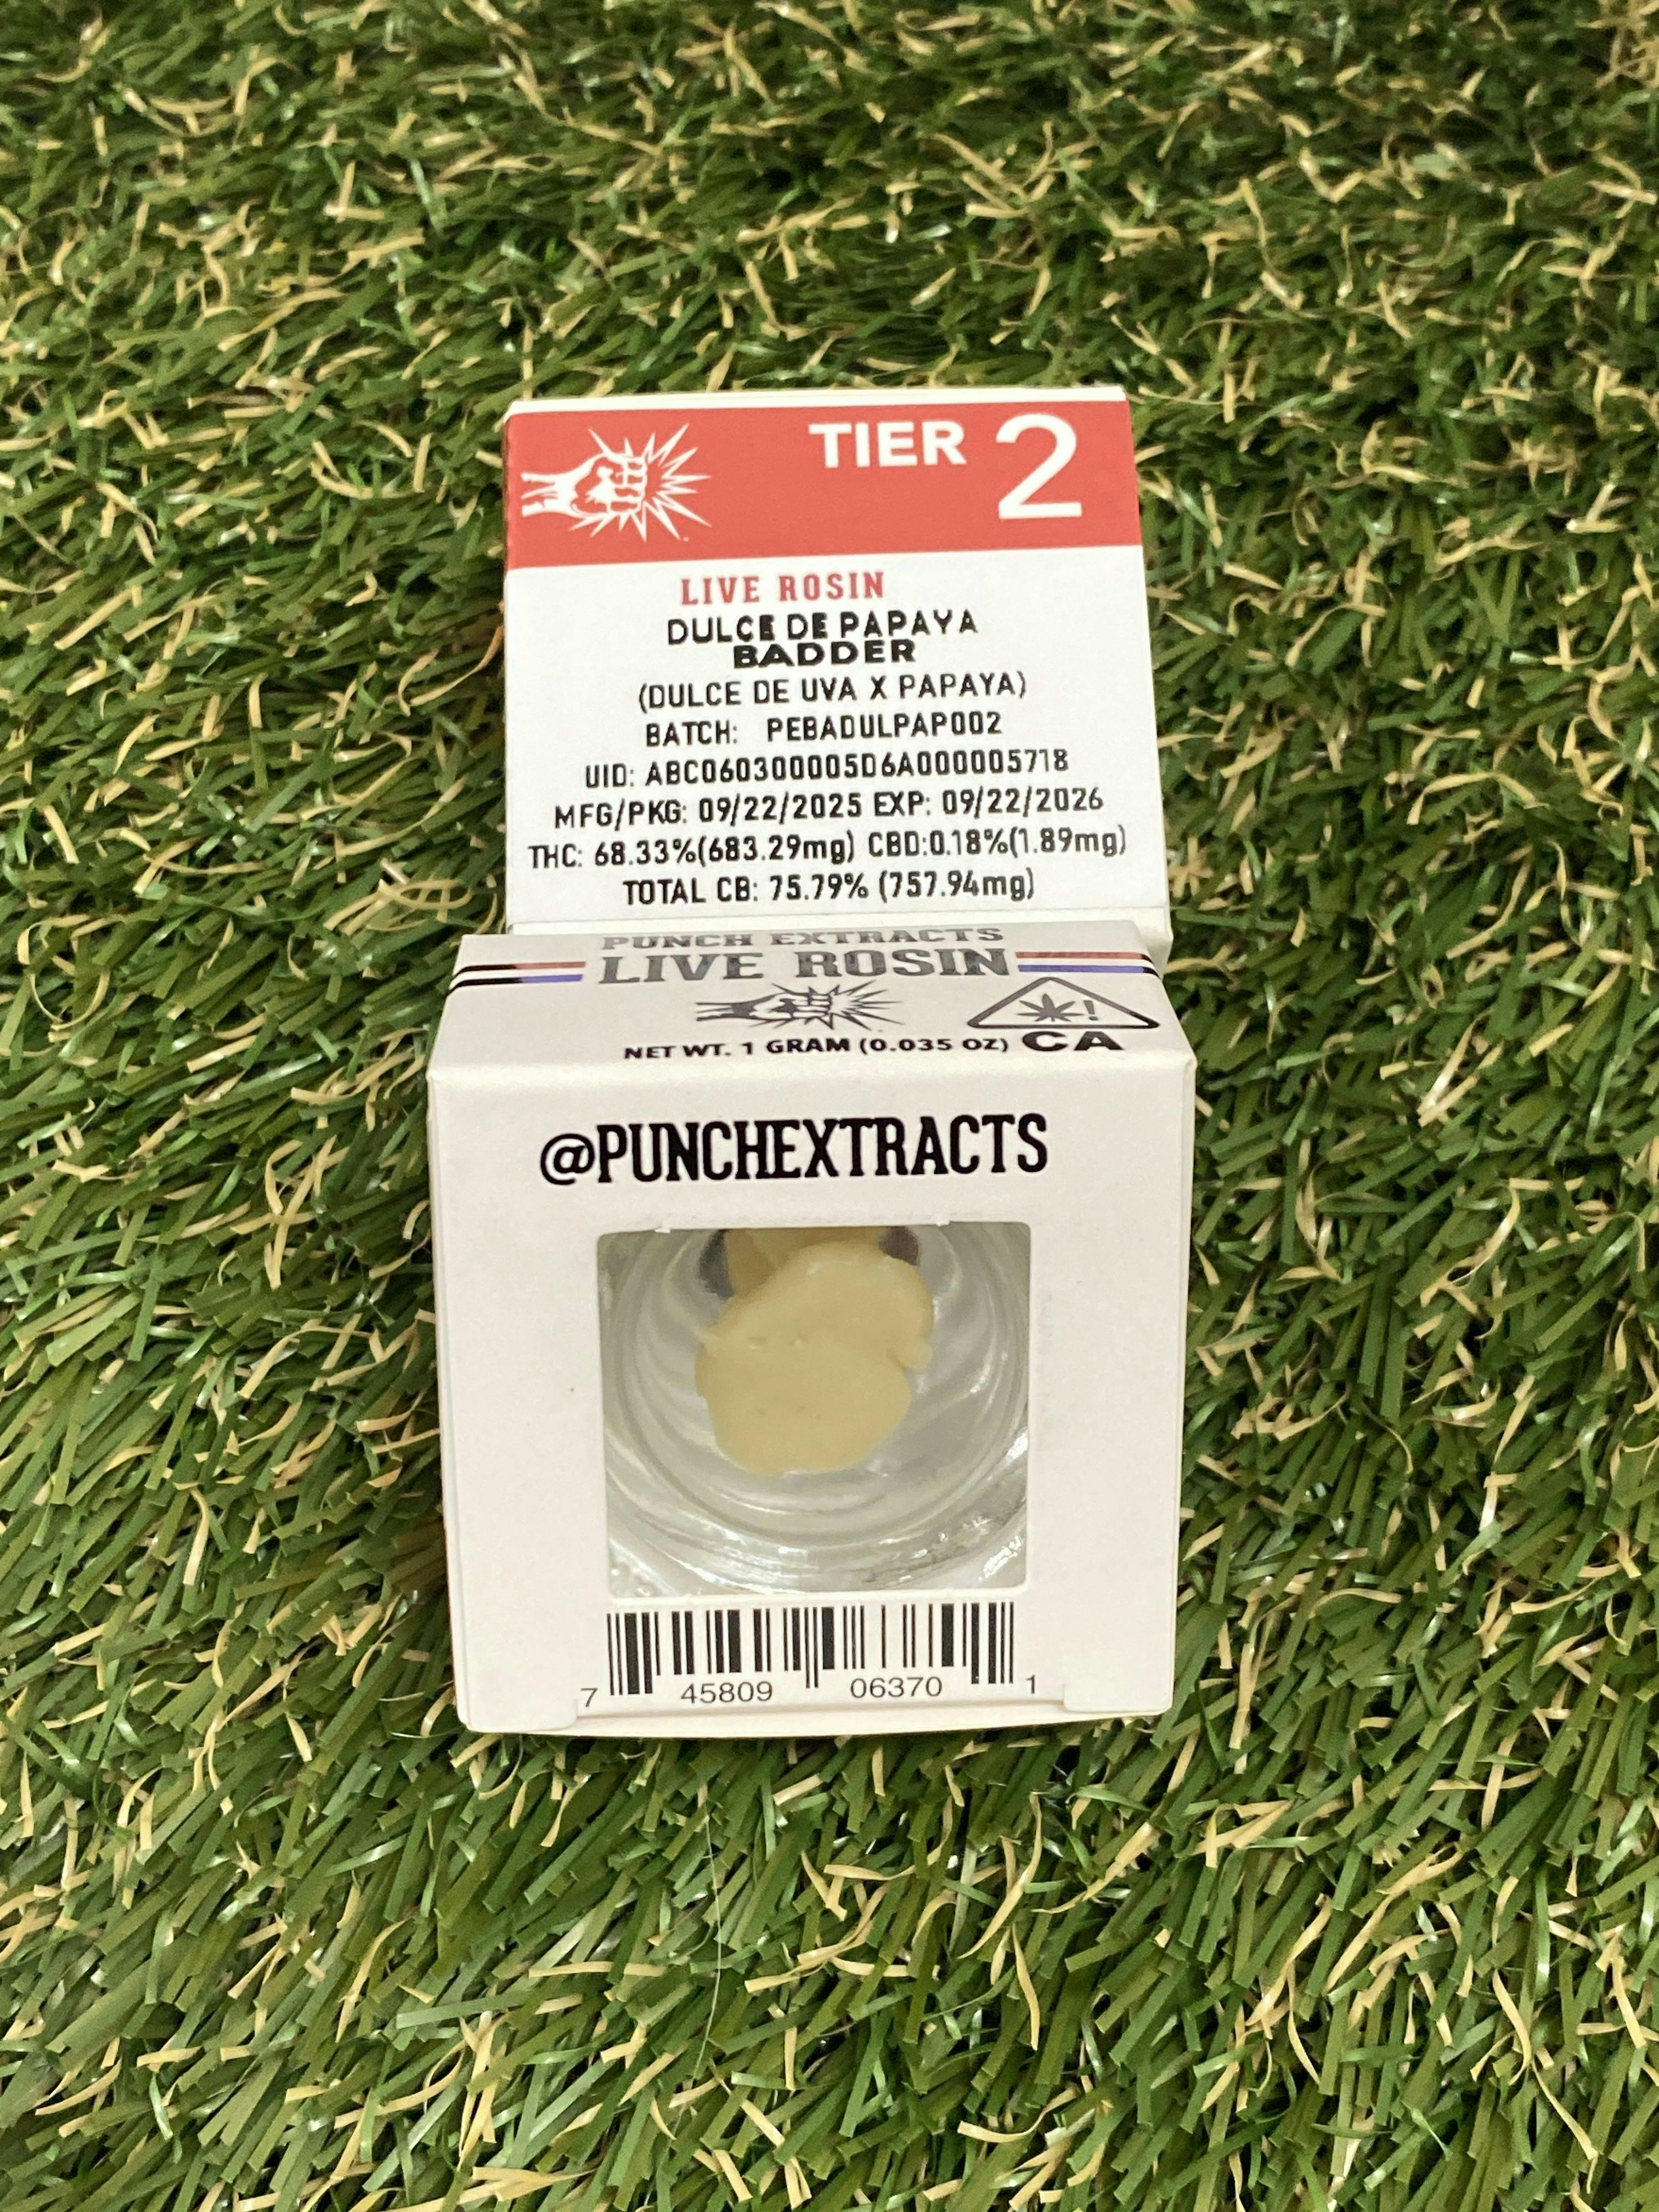 TIER 2
LIVE ROSIN
DULCE DE PAPAYA
BADDER
(DULCE DE UVA X PAPAYA)
BATCH: PEBADULPAP002
UID: ABC060300005D6A000005718
MFG/PKG: 09/22/2025 EXP: 09/22/2026
THC: 68.33%(683.29mg) CBD:0.18%(1.89mg)
TOTAL CB: 75.79% (757.94mg)
PUNCH EXTRACTS
LIVE ROSIN
!
NET WT. 1 GRAM (0.035 OZ) CA
@PUNCHEXTRACTS
7 45809 06370 1